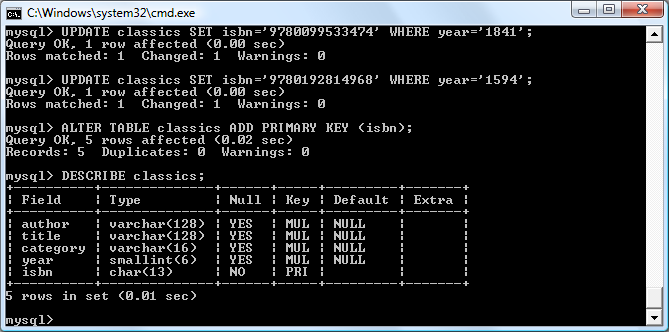 C:\Windows\system32\cmd.exe
mysql> UPDATE classics SET isbn='9780099533474' WHERE year='1841';
Query OK, 1 row affected (0.00 sec)
Rows matched: 1  Changed: 1  Warnings: 0
mysql> UPDATE classics SET isbn='9780192814968' WHERE year='1594';
Query OK, 1 row affected (0.00 sec)
Rows matched: 1  Changed: 1  Warnings: 0
mysql> ALTER TABLE classics ADD PRIMARY KEY (isbn);
Query OK, 5 rows affected (0.02 sec)
Records: 5  Duplicates: 0  Warnings: 0
mysql> DESCRIBE classics;
+----------+--------------+------+-----+---------+-------+
| Field    | Type         | Null | Key | Default | Extra |
+----------+--------------+------+-----+---------+-------+
| author   | varchar(128) | YES  | MUL | NULL    |       |
| title    | varchar(128) | YES  | MUL | NULL    |       |
| category | varchar(16)  | YES  | MUL | NULL    |       |
| year     | smallint(6)  | YES  | MUL | NULL    |       |
| isbn     | char(13)     | NO   | PRI |         |       |
+----------+--------------+------+-----+---------+-------+
5 rows in set (0.01 sec)
mysql>